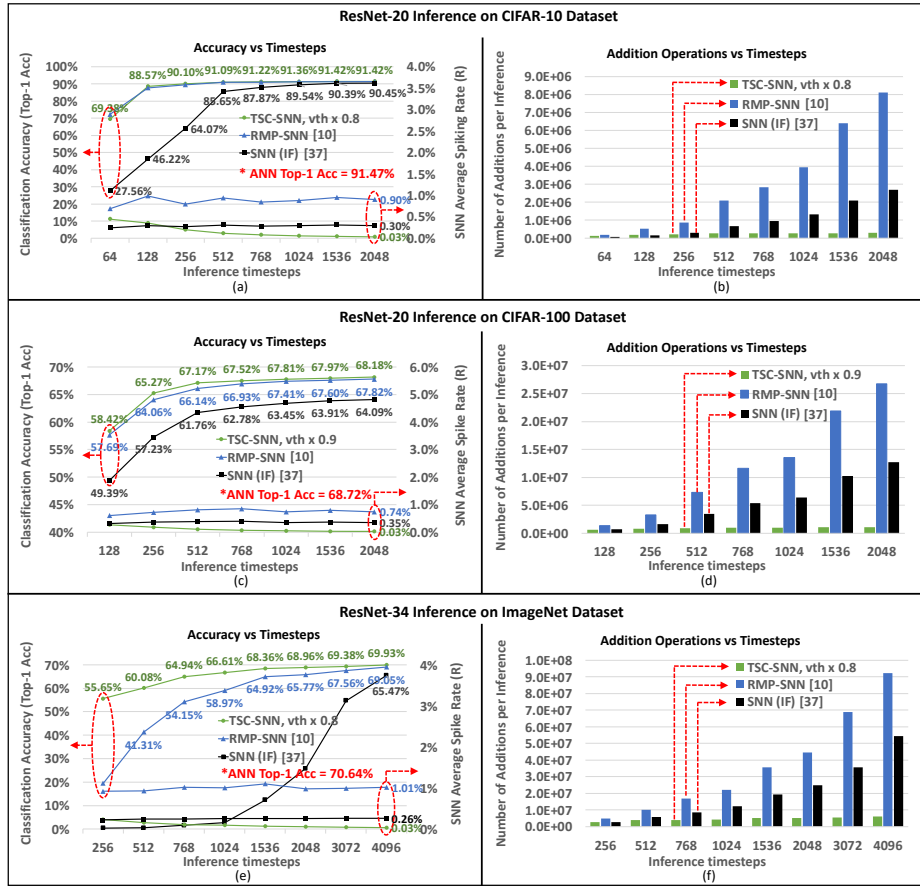 ResNet-20 Inference on CIFAR-10 Dataset
Accuracy vs Timesteps
Classification Accuracy (Top-1 Acc)
100%
90%
80%
70%
60%
50%
40%
30%
20%
10%
0%
69.38% 88.57% 90.10% 91.09% 91.22% 91.36% 91.42% 91.42%
27.56% 46.22% 64.07% 85.65% 87.87% 89.54% 90.39% 90.45%
TSC-SNN, vth x 0.8
RMP-SNN [10]
SNN (IF) [37]
* ANN Top-1 Acc = 91.47%
0.90%
0.30%
0.03%
4.0%
3.5%
3.0%
2.5%
2.0%
1.5%
1.0%
0.5%
0.0%
SNN Average Spiking Rate (R)
64 128 256 512 768 1024 1536 2048
Inference timesteps
(a)
Addition Operations vs Timesteps
Number of Additions per Inference
9.0E+06
8.0E+06
7.0E+06
6.0E+06
5.0E+06
4.0E+06
3.0E+06
2.0E+06
1.0E+06
0.0E+00
TSC-SNN, vth x 0.8
RMP-SNN [10]
SNN (IF) [37]
64 128 256 512 768 1024 1536 2048
Inference timesteps
(b)
ResNet-20 Inference on CIFAR-100 Dataset
Accuracy vs Timesteps
Classification Accuracy (Top-1 Acc)
70%
65%
60%
55%
50%
45%
40%
58.42% 65.27% 67.17% 67.52% 67.81% 67.97% 68.18%
57.69% 64.06% 66.14% 66.93% 67.41% 67.60% 67.82%
49.39% 57.23% 61.76% 62.78% 63.45% 63.91% 64.09%
TSC-SNN, vth x 0.9
RMP-SNN [10]
SNN (IF) [37]
*ANN Top-1 Acc = 68.72%
0.74%
0.35%
0.03%
6.0%
5.0%
4.0%
3.0%
2.0%
1.0%
0.0%
SNN Average Spike Rate (R)
128 256 512 768 1024 1536 2048
Inference timesteps
(c)
Addition Operations vs Timesteps
Number of Additions per Inference
3.0E+07
2.5E+07
2.0E+07
1.5E+07
1.0E+07
5.0E+06
0.0E+00
TSC-SNN, vth x 0.9
RMP-SNN [10]
SNN (IF) [37]
128 256 512 768 1024 1536 2048
Inference timesteps
(d)
ResNet-34 Inference on ImageNet Dataset
Accuracy vs Timesteps
Classification Accuracy (Top-1 Acc)
70%
60%
50%
40%
30%
20%
10%
0%
55.65% 60.08% 64.94% 66.61% 68.36% 68.96% 69.38% 69.93%
41.31% 54.15% 58.97% 64.92% 65.77% 67.56% 69.05%
65.47%
TSC-SNN, vth x 0.8
RMP-SNN [10]
SNN (IF) [37]
*ANN Top-1 Acc = 70.64%
1.01%
0.26%
0.03%
4%
3%
2%
1%
0%
SNN Average Spike Rate (R)
256 512 768 1024 1536 2048 3072 4096
Inference timesteps
(e)
Addition Operations vs Timesteps
Number of Additions per Inference
1.0E+08
9.0E+07
8.0E+07
7.0E+07
6.0E+07
5.0E+07
4.0E+07
3.0E+07
2.0E+07
1.0E+07
0.0E+00
TSC-SNN, vth x 0.8
RMP-SNN [10]
SNN (IF) [37]
256 512 768 1024 1536 2048 3072 4096
Inference timesteps
(f)